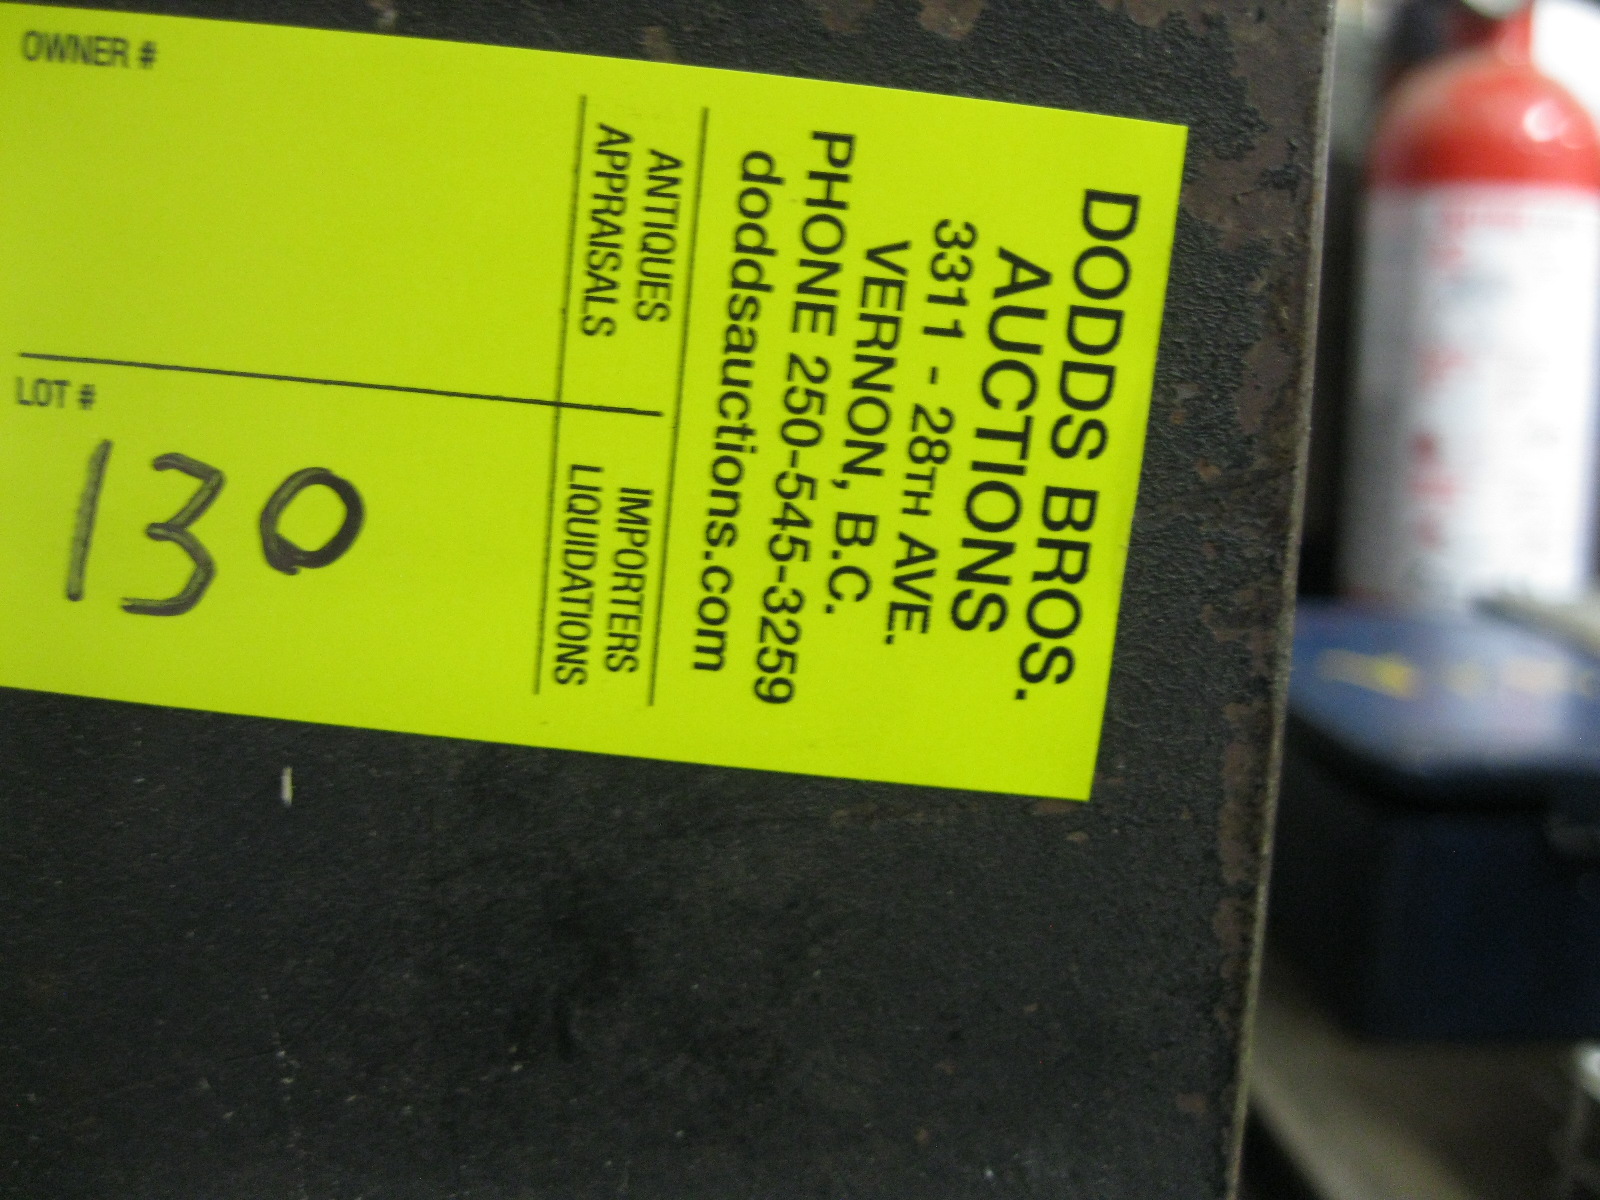 DODDS BROS.
AUCTIONS
3311 - 28TH AVE.
VERNON, B.C.
PHONE 250-545-3259
doddsauctions.com
ANTIQUES
APPRAISALS
IMPORTERS
LIQUIDATIONS
OWNER #
LOT #
130